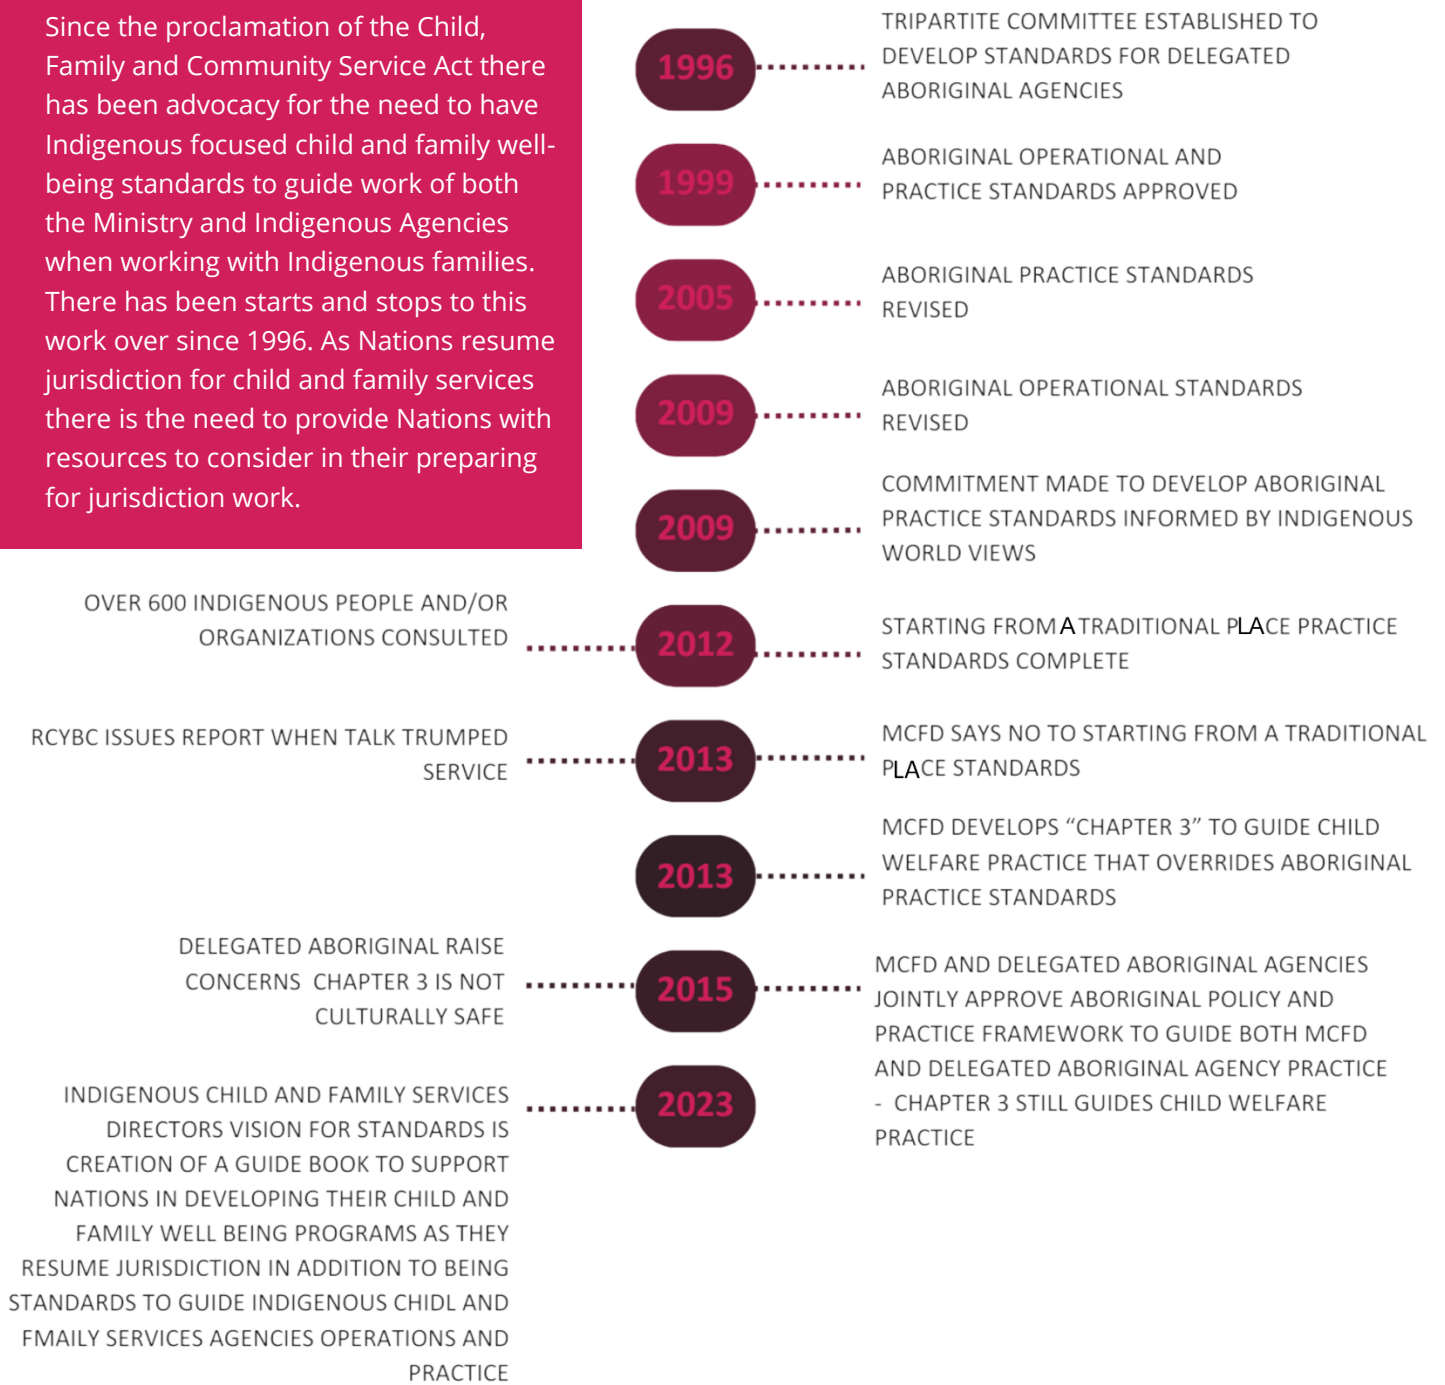 Since the proclamation of the Child,
Family and Community Service Act there
has been advocacy for the need to have
Indigenous focused child and family well-
being standards to guide work of both
the Ministry and Indigenous Agencies
when working with Indigenous families.
There has been starts and stops to this
work over since 1996. As Nations resume
jurisdiction for child and family services
there is the need to provide Nations with
resources to consider in their preparing
for jurisdiction work.
1996
TRIPARTITE COMMITTEE ESTABLISHED TO
DEVELOP STANDARDS FOR DELEGATED
ABORIGINAL AGENCIES
1999
ABORIGINAL OPERATIONAL AND
PRACTICE STANDARDS APPROVED
2005
ABORIGINAL PRACTICE STANDARDS
REVISED
2009
ABORIGINAL OPERATIONAL STANDARDS
REVISED
2009
COMMITMENT MADE TO DEVELOP ABORIGINAL
PRACTICE STANDARDS INFORMED BY INDIGENOUS
WORLD VIEWS
OVER 600 INDIGENOUS PEOPLE AND/OR
ORGANIZATIONS CONSULTED
2012
STARTING FROM A TRADITIONAL PLACE PRACTICE
STANDARDS COMPLETE
RCYBC ISSUES REPORT WHEN TALK TRUMPED
SERVICE
2013
MCFD SAYS NO TO STARTING FROM A TRADITIONAL
PLACE STANDARDS
2013
MCFD DEVELOPS “CHAPTER 3” TO GUIDE CHILD
WELFARE PRACTICE THAT OVERRIDES ABORIGINAL
PRACTICE STANDARDS
DELEGATED ABORIGINAL RAISE
CONCERNS CHAPTER 3 IS NOT
CULTURALLY SAFE
2015
MCFD AND DELEGATED ABORIGINAL AGENCIES
JOINTLY APPROVE ABORIGINAL POLICY AND
PRACTICE FRAMEWORK TO GUIDE BOTH MCFD
AND DELEGATED ABORIGINAL AGENCY PRACTICE
- CHAPTER 3 STILL GUIDES CHILD WELFARE
PRACTICE
INDIGENOUS CHILD AND FAMILY SERVICES
DIRECTORS VISION FOR STANDARDS IS
CREATION OF A GUIDE BOOK TO SUPPORT
NATIONS IN DEVELOPING THEIR CHILD AND
FAMILY WELL BEING PROGRAMS AS THEY
RESUME JURISDICTION IN ADDITION TO BEING
STANDARDS TO GUIDE INDIGENOUS CHIDL AND
FMAILY SERVICES AGENCIES OPERATIONS AND
PRACTICE
2023